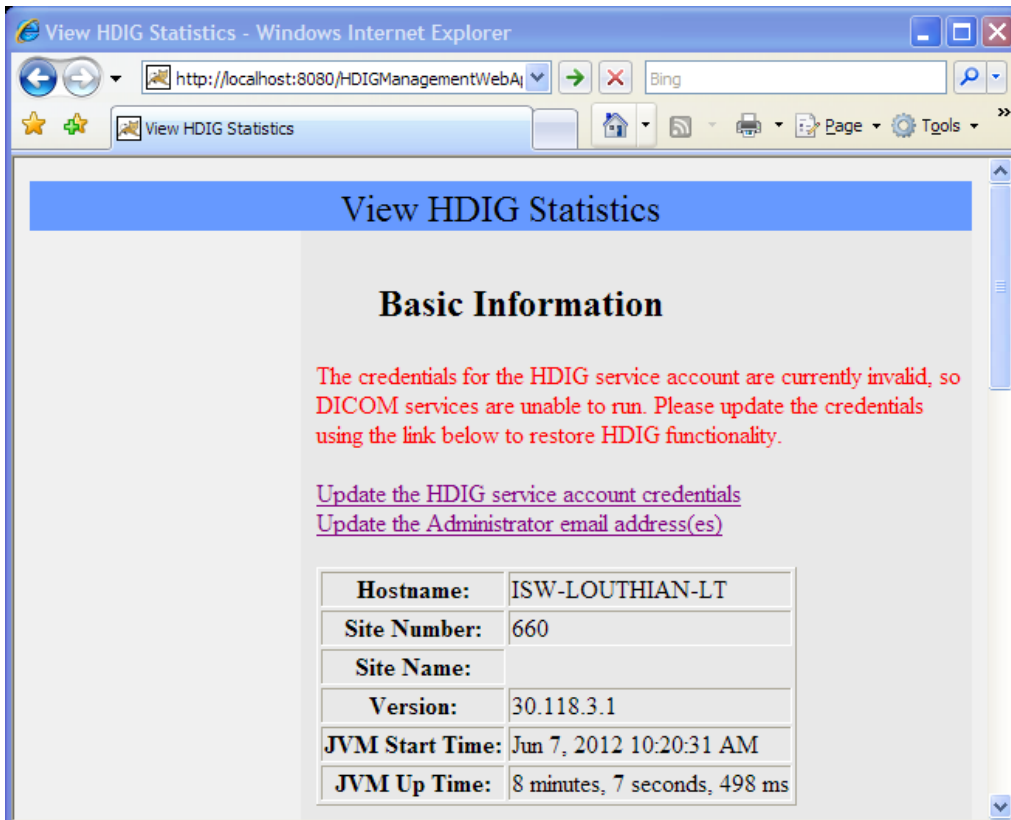 View HDIG Statistics - Windows Internet Explorer
http://localhost:8080/HDIGManagementWebAp
Bing
View HDIG Statistics
Page
Tools
»
View HDIG Statistics
Basic Information
The credentials for the HDIG service account are currently invalid, so
DICOM services are unable to run. Please update the credentials
using the link below to restore HDIG functionality.
Update the HDIG service account credentials
Update the Administrator email address(es)
Hostname: ISW-LOUTHIAN-LT
Site Number: 660
Site Name:
Version: 30.118.3.1
JVM Start Time: Jun 7, 2012 10:20:31 AM
JVM Up Time: 8 minutes, 7 seconds, 498 ms